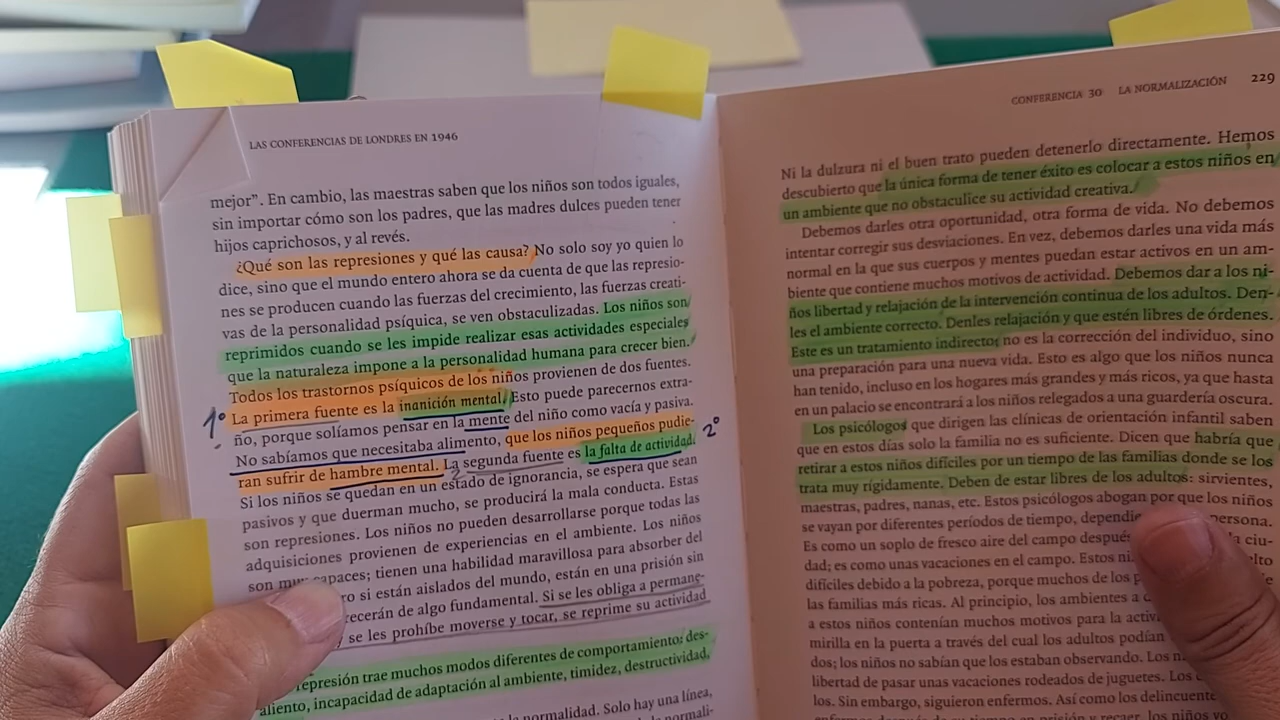 LAS CONFERENCIAS DE LONDRES EN 1946
mejor”. En cambio, las maestras saben que los niños son todos iguales,
sin importar cómo son los padres, que las madres dulces pueden tener
hijos caprichosos, y al revés.
¿Qué son las represiones y qué las causa? No solo soy yo quien lo
dice, sino que el mundo entero ahora se da cuenta de que las represio-
nes se producen cuando las fuerzas del crecimiento, las fuerzas creati-
vas de la personalidad psíquica, se ven obstaculizadas. Los niños son
reprimidos cuando se les impide realizar esas actividades especiales
que la naturaleza impone a la personalidad humana para crecer bien.
Todos los trastornos psíquicos de los niños provienen de dos fuentes.
1º La primera fuente es la inanición mental. Esto puede parecernos extra-
ño, porque solíamos pensar en la mente del niño como vacía y pasiva.
No sabíamos que necesitaba alimento, que los niños pequeños pudie-
ran sufrir de hambre mental. La segunda fuente es la falta de actividad. 2º
Si los niños se quedan en un estado de ignorancia, se espera que sean
pasivos y que duerman mucho, se producirá la mala conducta. Estas
son represiones. Los niños no pueden desarrollarse porque todas las
adquisiciones provienen de experiencias en el ambiente. Los niños
son muy capaces; tienen una habilidad maravillosa para absorber del
ro si están aislados del mundo, están en una prisión sin
recerán de algo fundamental. Si se les obliga a permane-
y se les prohíbe moverse y tocar, se reprime su actividad
represión trae muchos modos diferentes de comportamiento: des-
aliento, incapacidad de adaptación al ambiente, timidez, destructividad,
la normalidad. Solo hay una línea,
CONFERENCIA 30 LA NORMALIZACIÓN 229
Ni la dulzura ni el buen trato pueden detenerlo directamente. Hemos
descubierto que la única forma de tener éxito es colocar a estos niños en
un ambiente que no obstaculice su actividad creativa.
Debemos darles otra oportunidad, otra forma de vida. No debemos
intentar corregir sus desviaciones. En vez, debemos darles una vida más
normal en la que sus cuerpos y mentes puedan estar activos en un am-
biente que contiene muchos motivos de actividad. Debemos dar a los ni-
ños libertad y relajación de la intervención continua de los adultos. Den-
les el ambiente correcto. Denles relajación y que estén libres de órdenes.
Este es un tratamiento indirecto; no es la corrección del individuo, sino
una preparación para una nueva vida. Esto es algo que los niños nunca
han tenido, incluso en los hogares más grandes y más ricos, ya que hasta
en un palacio se encontrará a los niños relegados a una guardería oscura.
Los psicólogos que dirigen las clínicas de orientación infantil saben
que en estos días solo la familia no es suficiente. Dicen que habría que
retirar a estos niños difíciles por un tiempo de las familias donde se los
trata muy rígidamente. Deben de estar libres de los adultos: sirvientes,
maestras, padres, nanas, etc. Estos psicólogos abogan por que los niños
se vayan por diferentes períodos de tiempo, persona.
Es como un soplo de fresco aire del campo después ciu-
dad; es como unas vacaciones en el campo. Estos
difíciles debido a la pobreza, porque muchos de los
las familias más ricas. Al principio, los ambientes a
a estos niños contenían muchos motivos para la
mirilla en la puerta a través del cual los adultos podían
dos; los niños no sabían que los estaban observando. Los
libertad de pasar unas vacaciones rodeados de juguetes. Los
los. Sin embargo, siguieron enfermos. Así como los delincuente